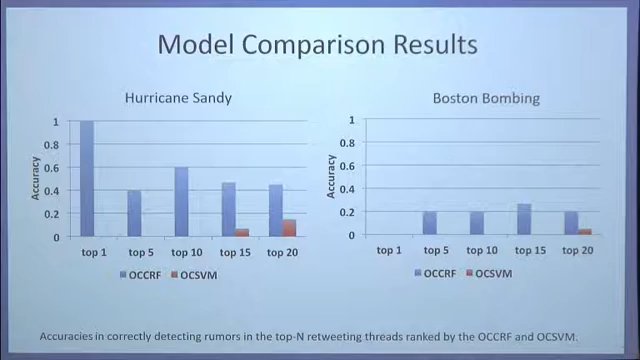 Model Comparison Results
Hurricane Sandy
Boston Bombing
1
0.8
0.6
0.4
0.2
0
Accuracy
top 1 top 5 top 10 top 15 top 20
OCCRF OCSVM
1
0.8
0.6
0.4
0.2
0
Accuracy
top 1 top 5 top 10 top 15 top 20
OCCRF OCSVM
Accuracies in correctly detecting rumors in the top-N retweeting threads ranked by the OCCRF and OCSVM.